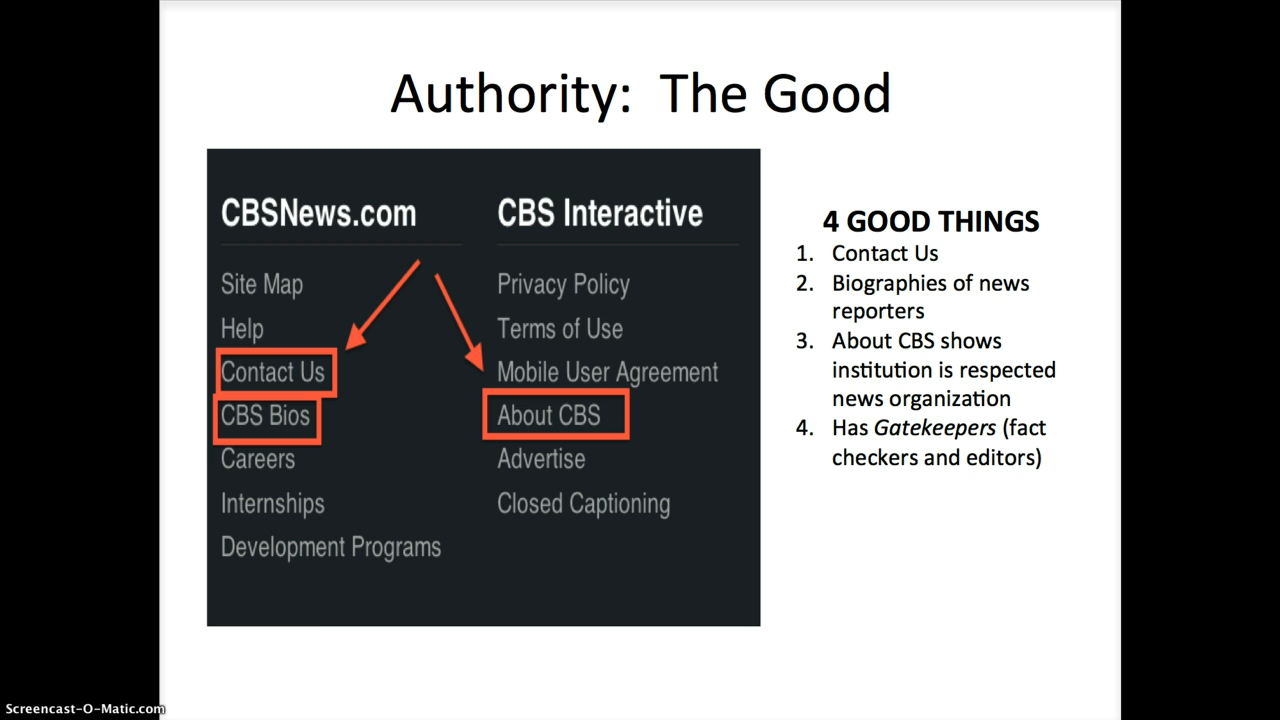 Authority: The Good
CBSNews.com
Site Map
Help
Contact Us
CBS Bios
Careers
Internships
Development Programs
CBS Interactive
Privacy Policy
Terms of Use
Mobile User Agreement
About CBS
Advertise
Closed Captioning
4 GOOD THINGS
1. Contact Us
2. Biographies of news
reporters
3. About CBS shows
institution is respected
news organization
4. Has Gatekeepers (fact
checkers and editors)
Screencast-O-Matic.com